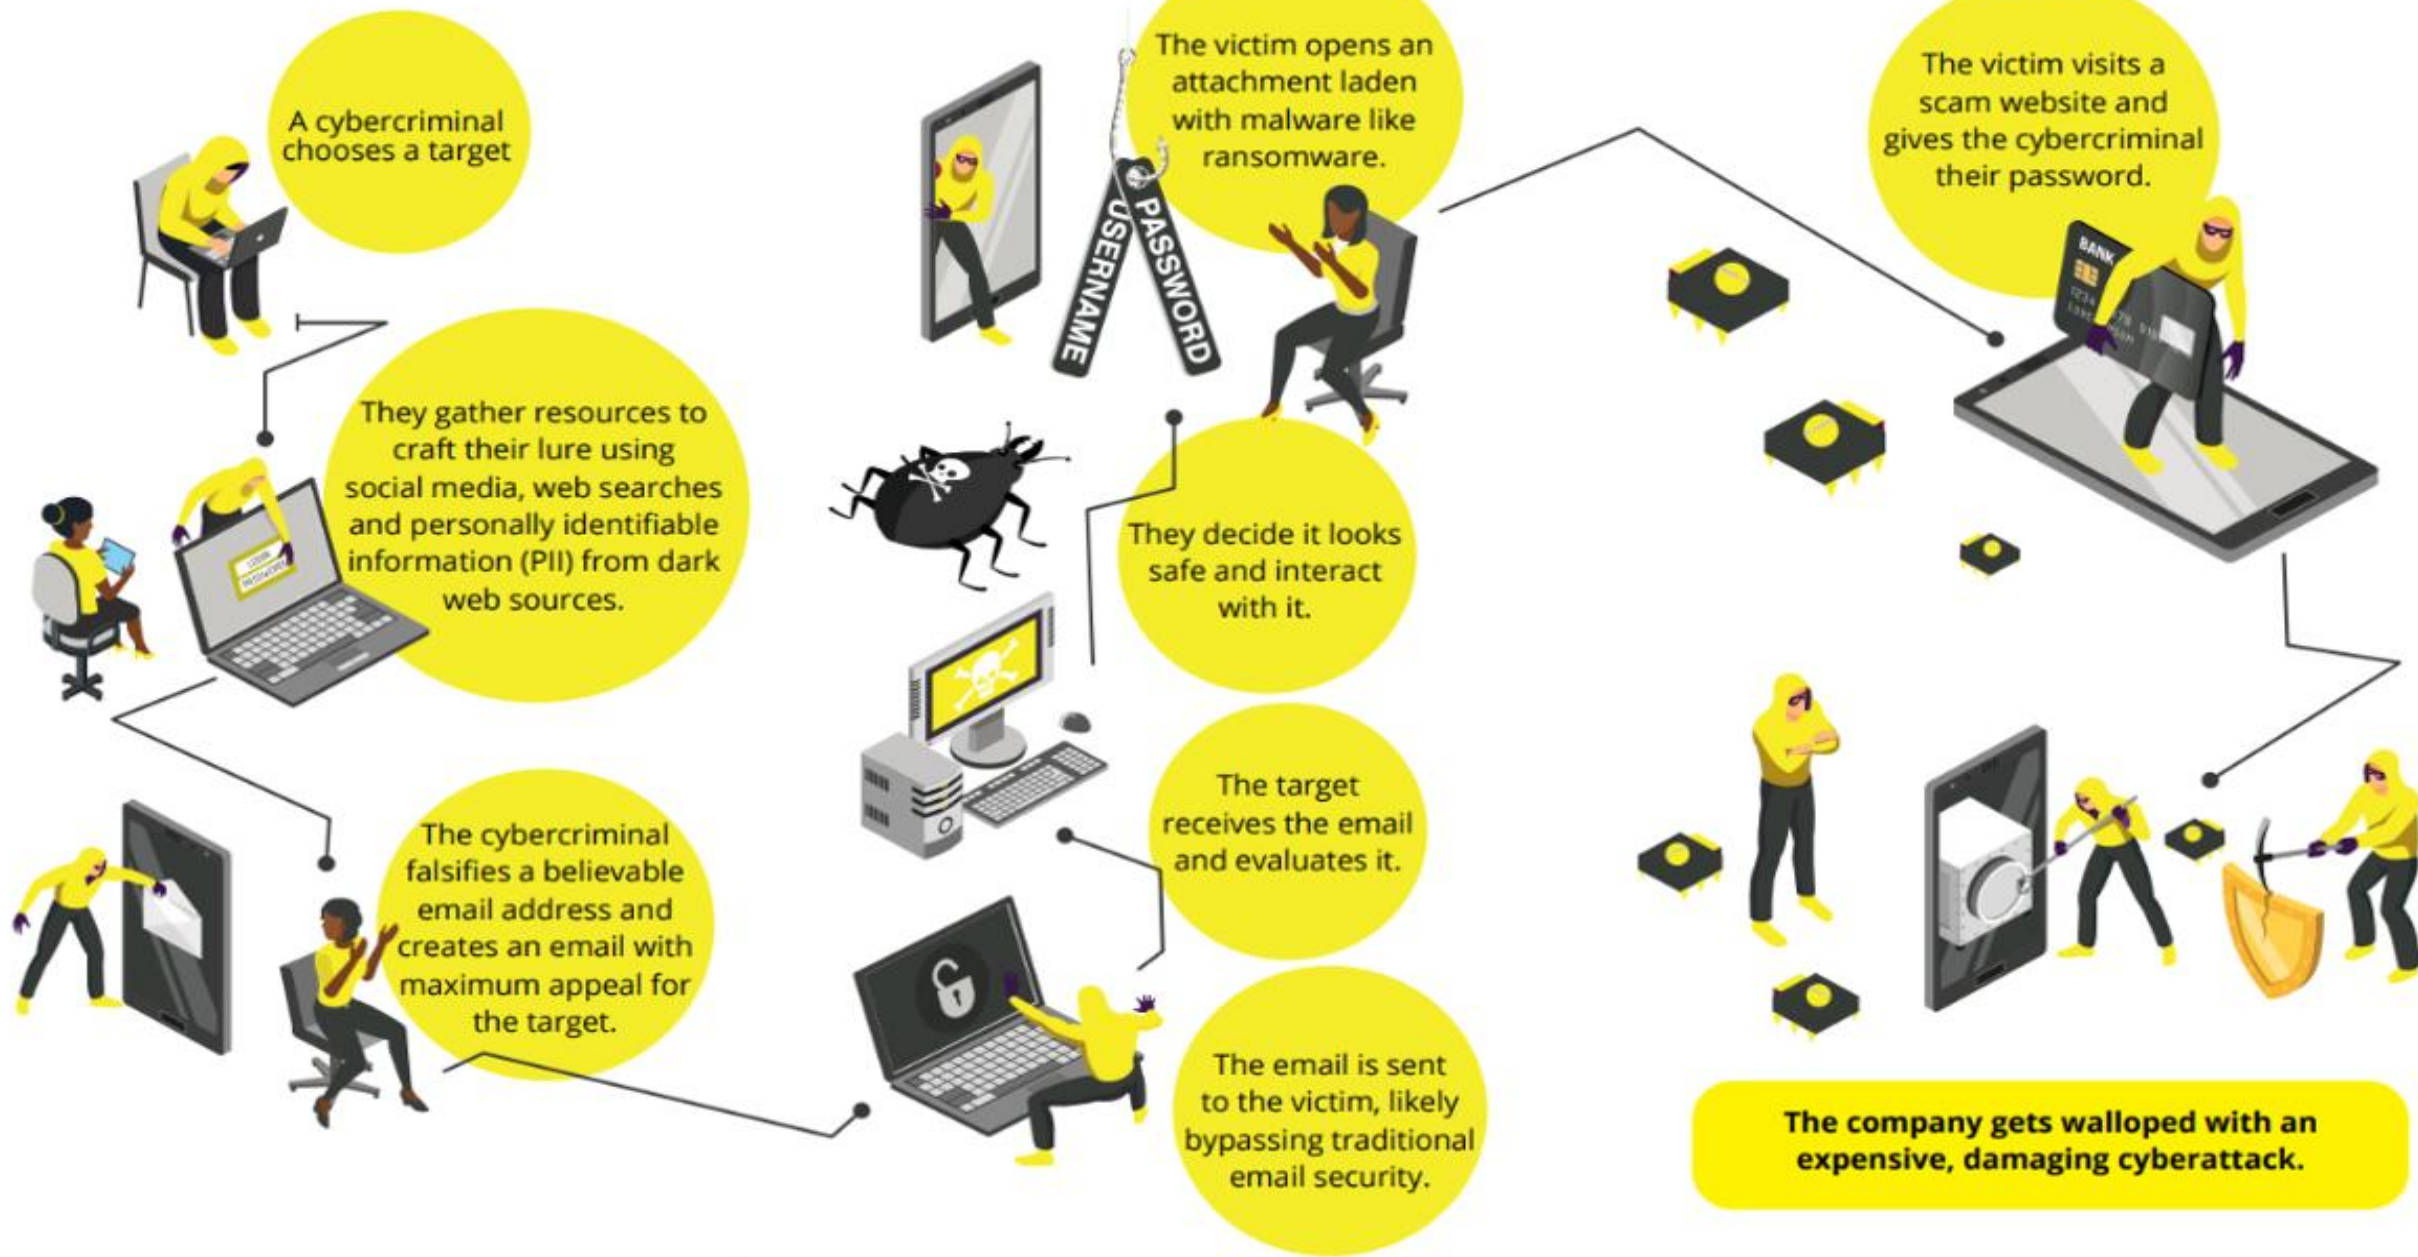 A cybercriminal
chooses a target
They gather resources to
craft their lure using
social media, web searches
and personally identifiable
information (PII) from dark
web sources.
The cybercriminal
falsifies a believable
email address and
creates an email with
maximum appeal for
the target.
The email is sent
to the victim, likely
bypassing traditional
email security.
The target
receives the email
and evaluates it.
They decide it looks
safe and interact
with it.
The victim opens an
attachment laden
with malware like
ransomware.
USERNAME
PASSWORD
The victim visits a
scam website and
gives the cybercriminal
their password.
BANK
The company gets walloped with an
expensive, damaging cyberattack.